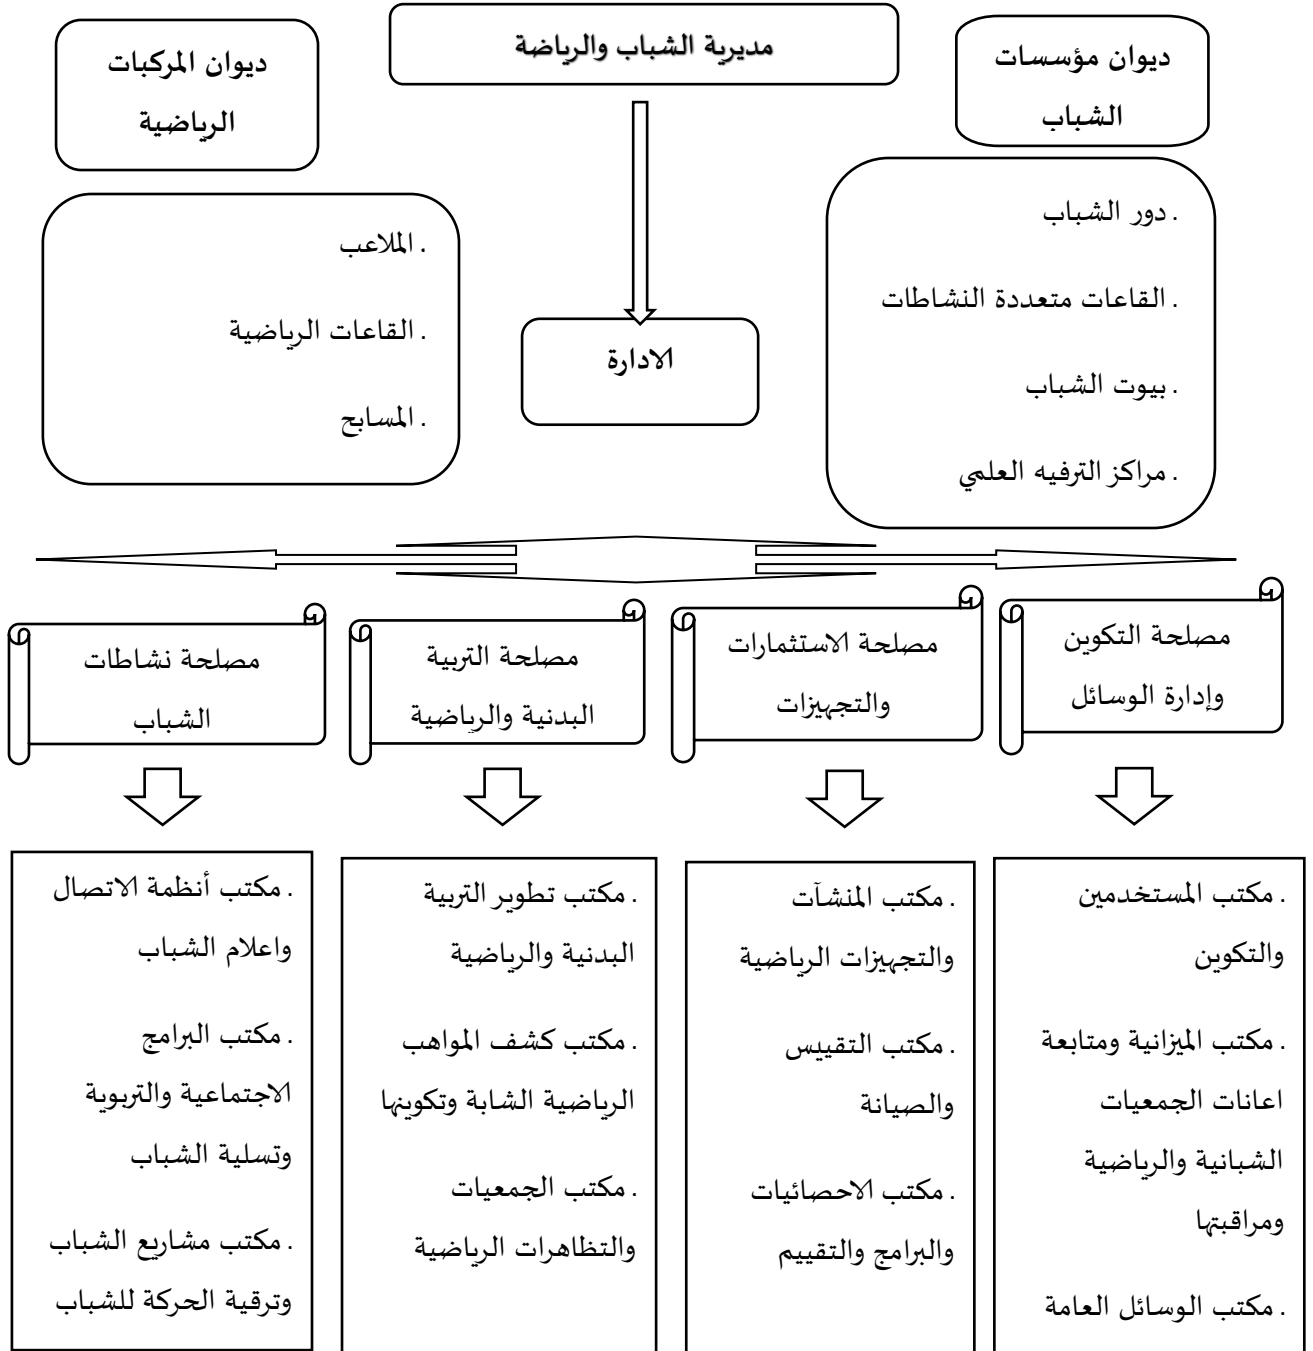 ديوان مؤسسات
الشباب
مديرية الشباب والرياضة
ديوان المركبات
الرياضية
. دور الشباب
. القاعات متعددة النشاطات
. بيوت الشباب
. مراكز الترفيه العلمي
الادارة
. الملاعب
. القاعات الرياضية
. المسابح
مصلحة التكوين
وإدارة الوسائل
مصلحة الاستثمارات
والتجهيزات
مصلحة التربية
البدنية والرياضية
مصلحة نشاطات
الشباب
. مكتب المستخدمين
والتكوين
. مكتب الميزانية ومتابعة
اعانات الجمعيات
الشبانية والرياضية
ومراقبتها
. مكتب الوسائل العامة
. مكتب المنشآت
والتجهيزات الرياضية
. مكتب التقييس
والصيانة
. مكتب الاحصائيات
والبرامج والتقييم
. مكتب تطوير التربية
البدنية والرياضية
. مكتب كشف المواهب
الرياضية الشابة وتكوينها
. مكتب الجمعيات
والتظاهرات الرياضية
. مكتب أنظمة الاتصال
واعلام الشباب
. مكتب البرامج
الاجتماعية والتربوية
وتسلية الشباب
. مكتب مشاريع الشباب
وترقية الحركة للشباب